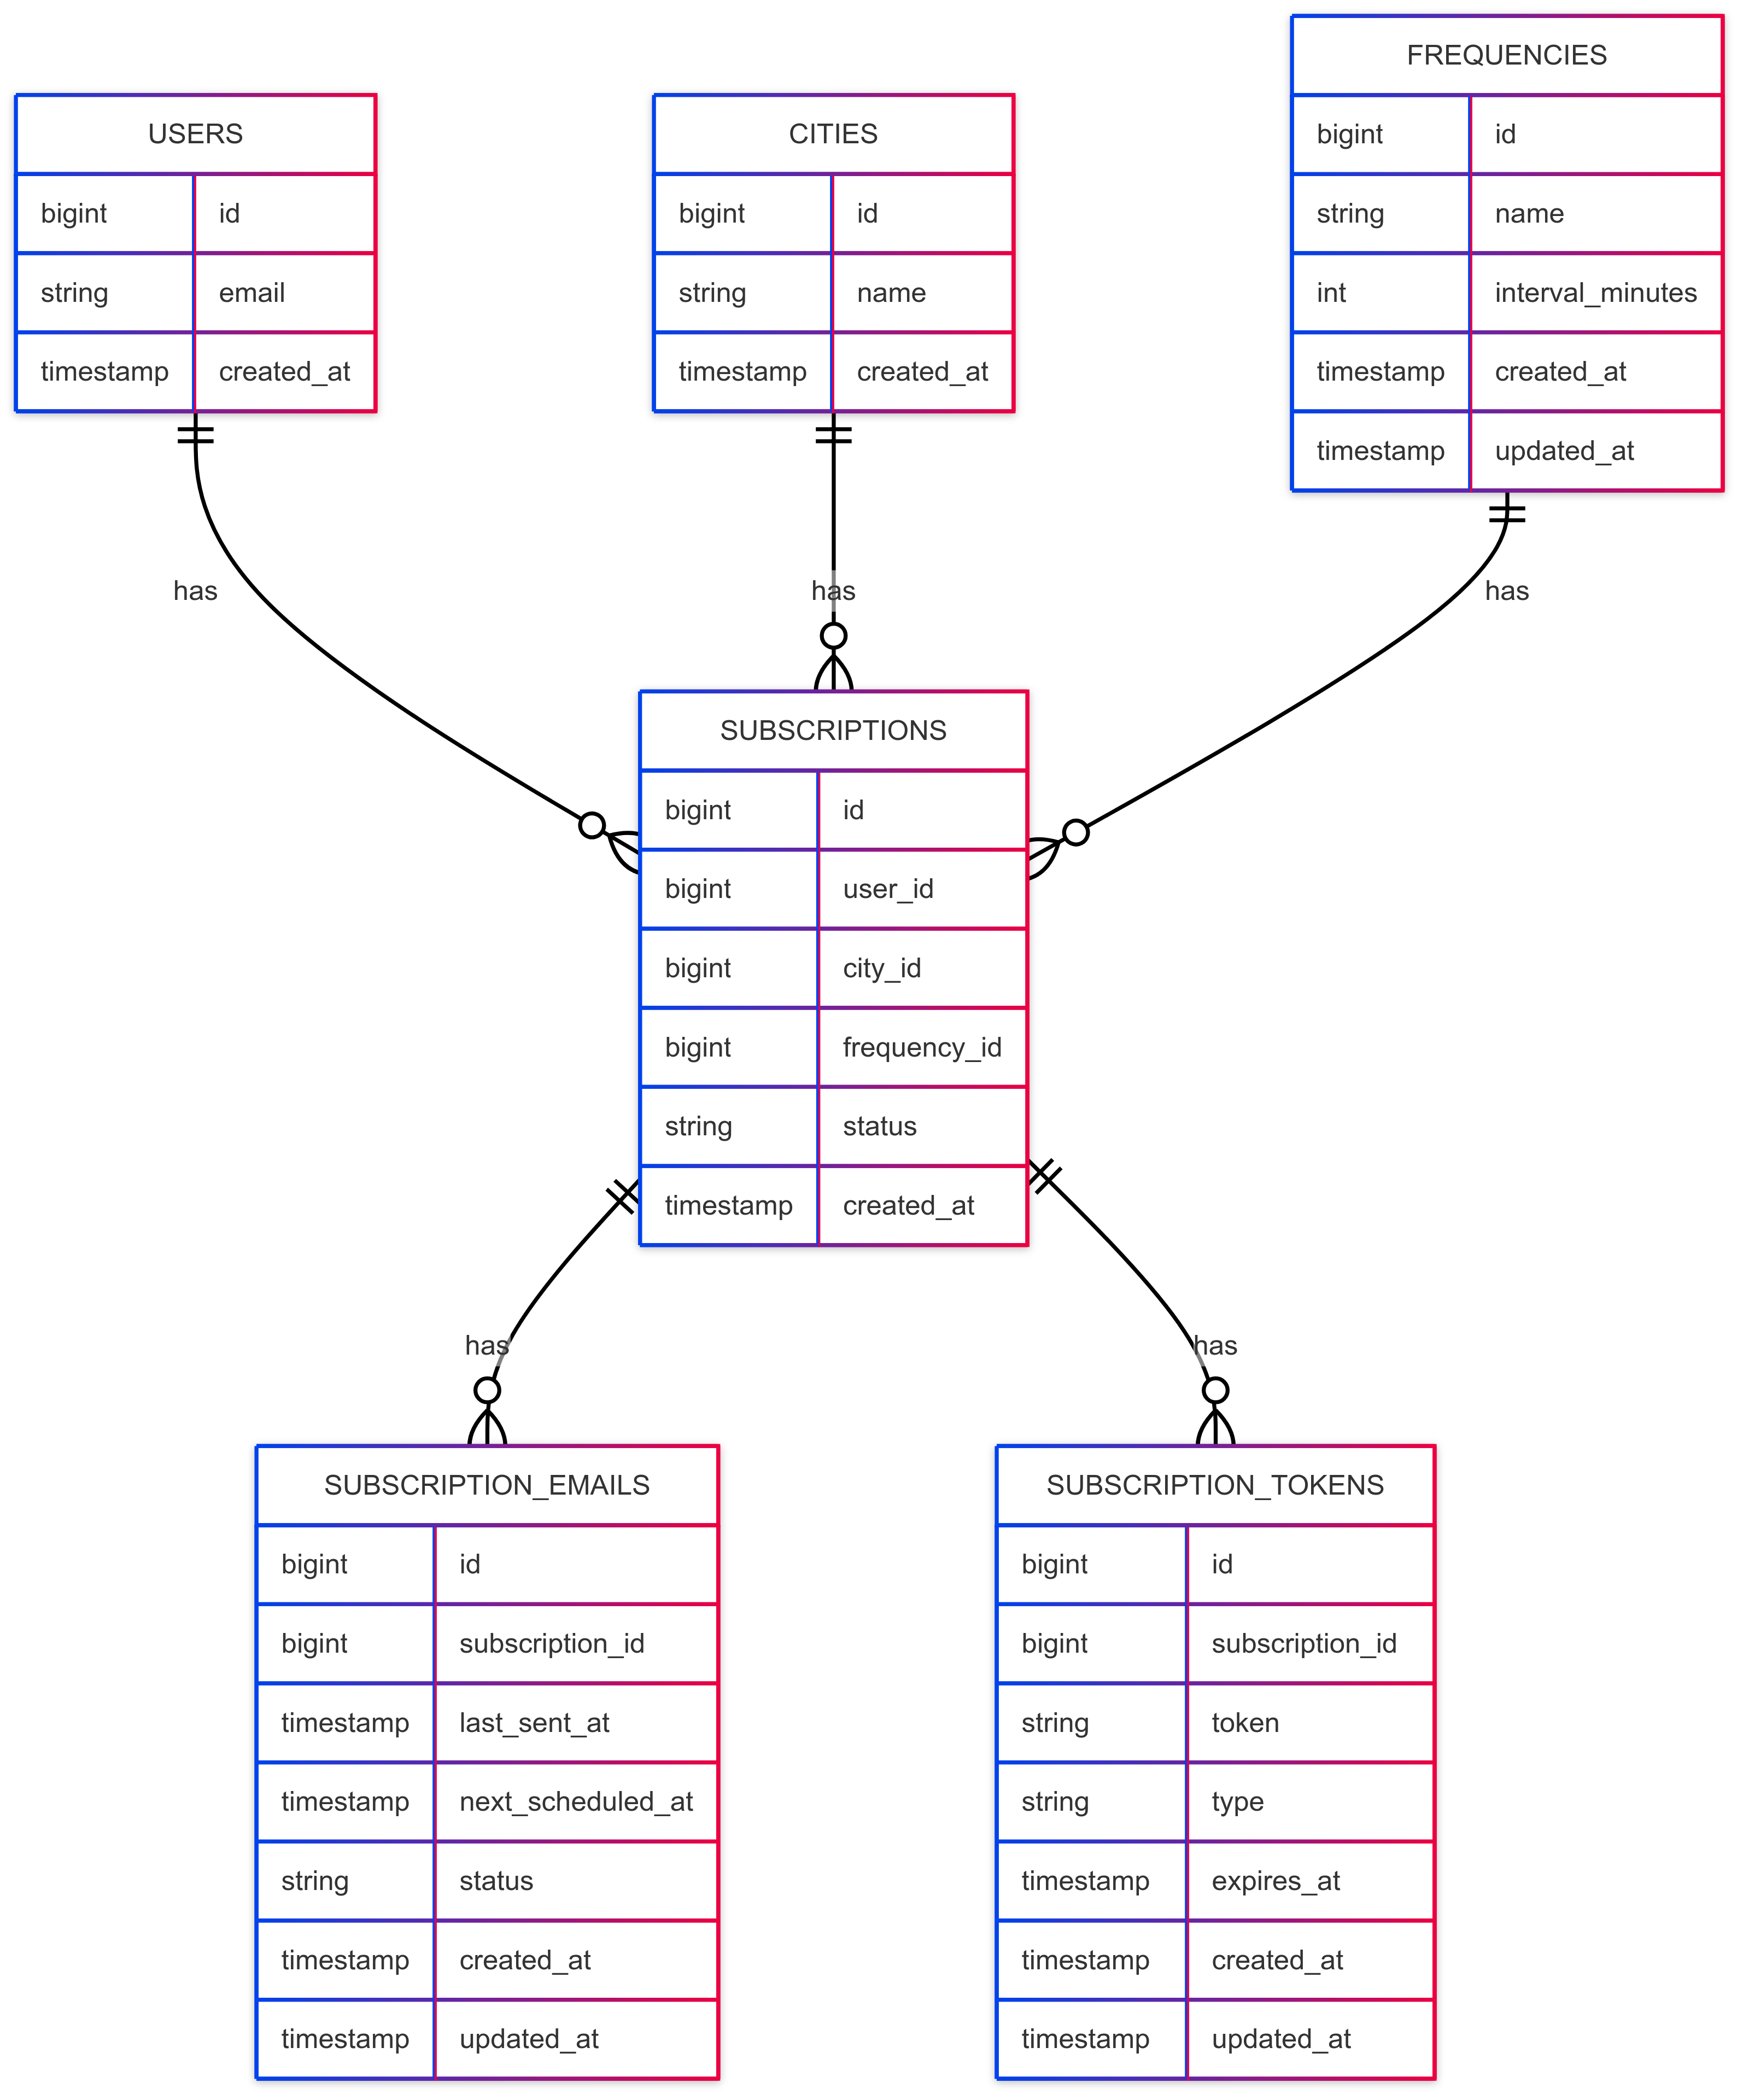 USERS
bigint id
string email
timestamp created_at
CITIES
bigint id
string name
timestamp created_at
FREQUENCIES
bigint id
string name
int interval_minutes
timestamp created_at
timestamp updated_at
has
has
has
SUBSCRIPTIONS
bigint id
bigint user_id
bigint city_id
bigint frequency_id
string status
timestamp created_at
has
has
SUBSCRIPTION_EMAILS
bigint id
bigint subscription_id
timestamp last_sent_at
timestamp next_scheduled_at
string status
timestamp created_at
timestamp updated_at
SUBSCRIPTION_TOKENS
bigint id
bigint subscription_id
string token
string type
timestamp expires_at
timestamp created_at
timestamp updated_at